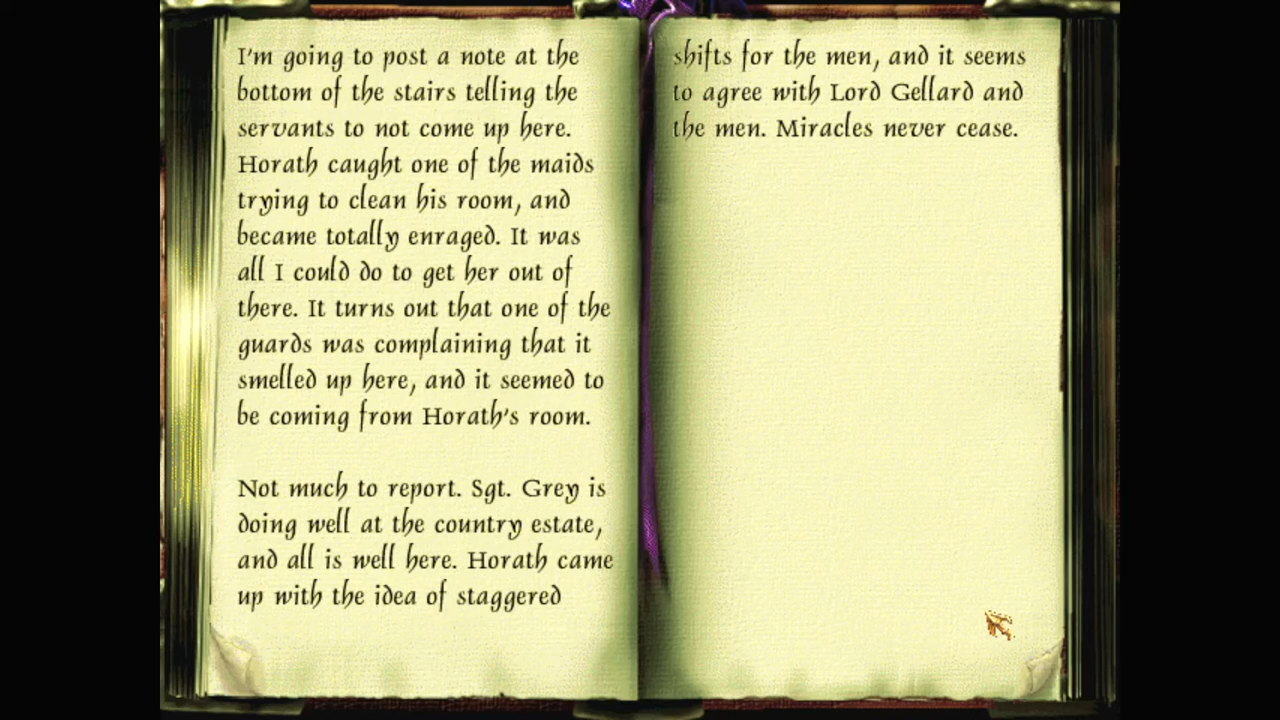 I'm going to post a note at the
bottom of the stairs telling the
servants to not come up here.
Horath caught one of the maids
trying to clean his room, and
became totally enraged. It was
all I could do to get her out of
there. It turns out that one of the
guards was complaining that it
smelled up here, and it seemed to
be coming from Horath's room.
Not much to report. Sgt. Grey is
doing well at the country estate,
and all is well here. Horath came
up with the idea of staggered
shifts for the men, and it seems
to agree with Lord Gellard and
the men. Miracles never cease.